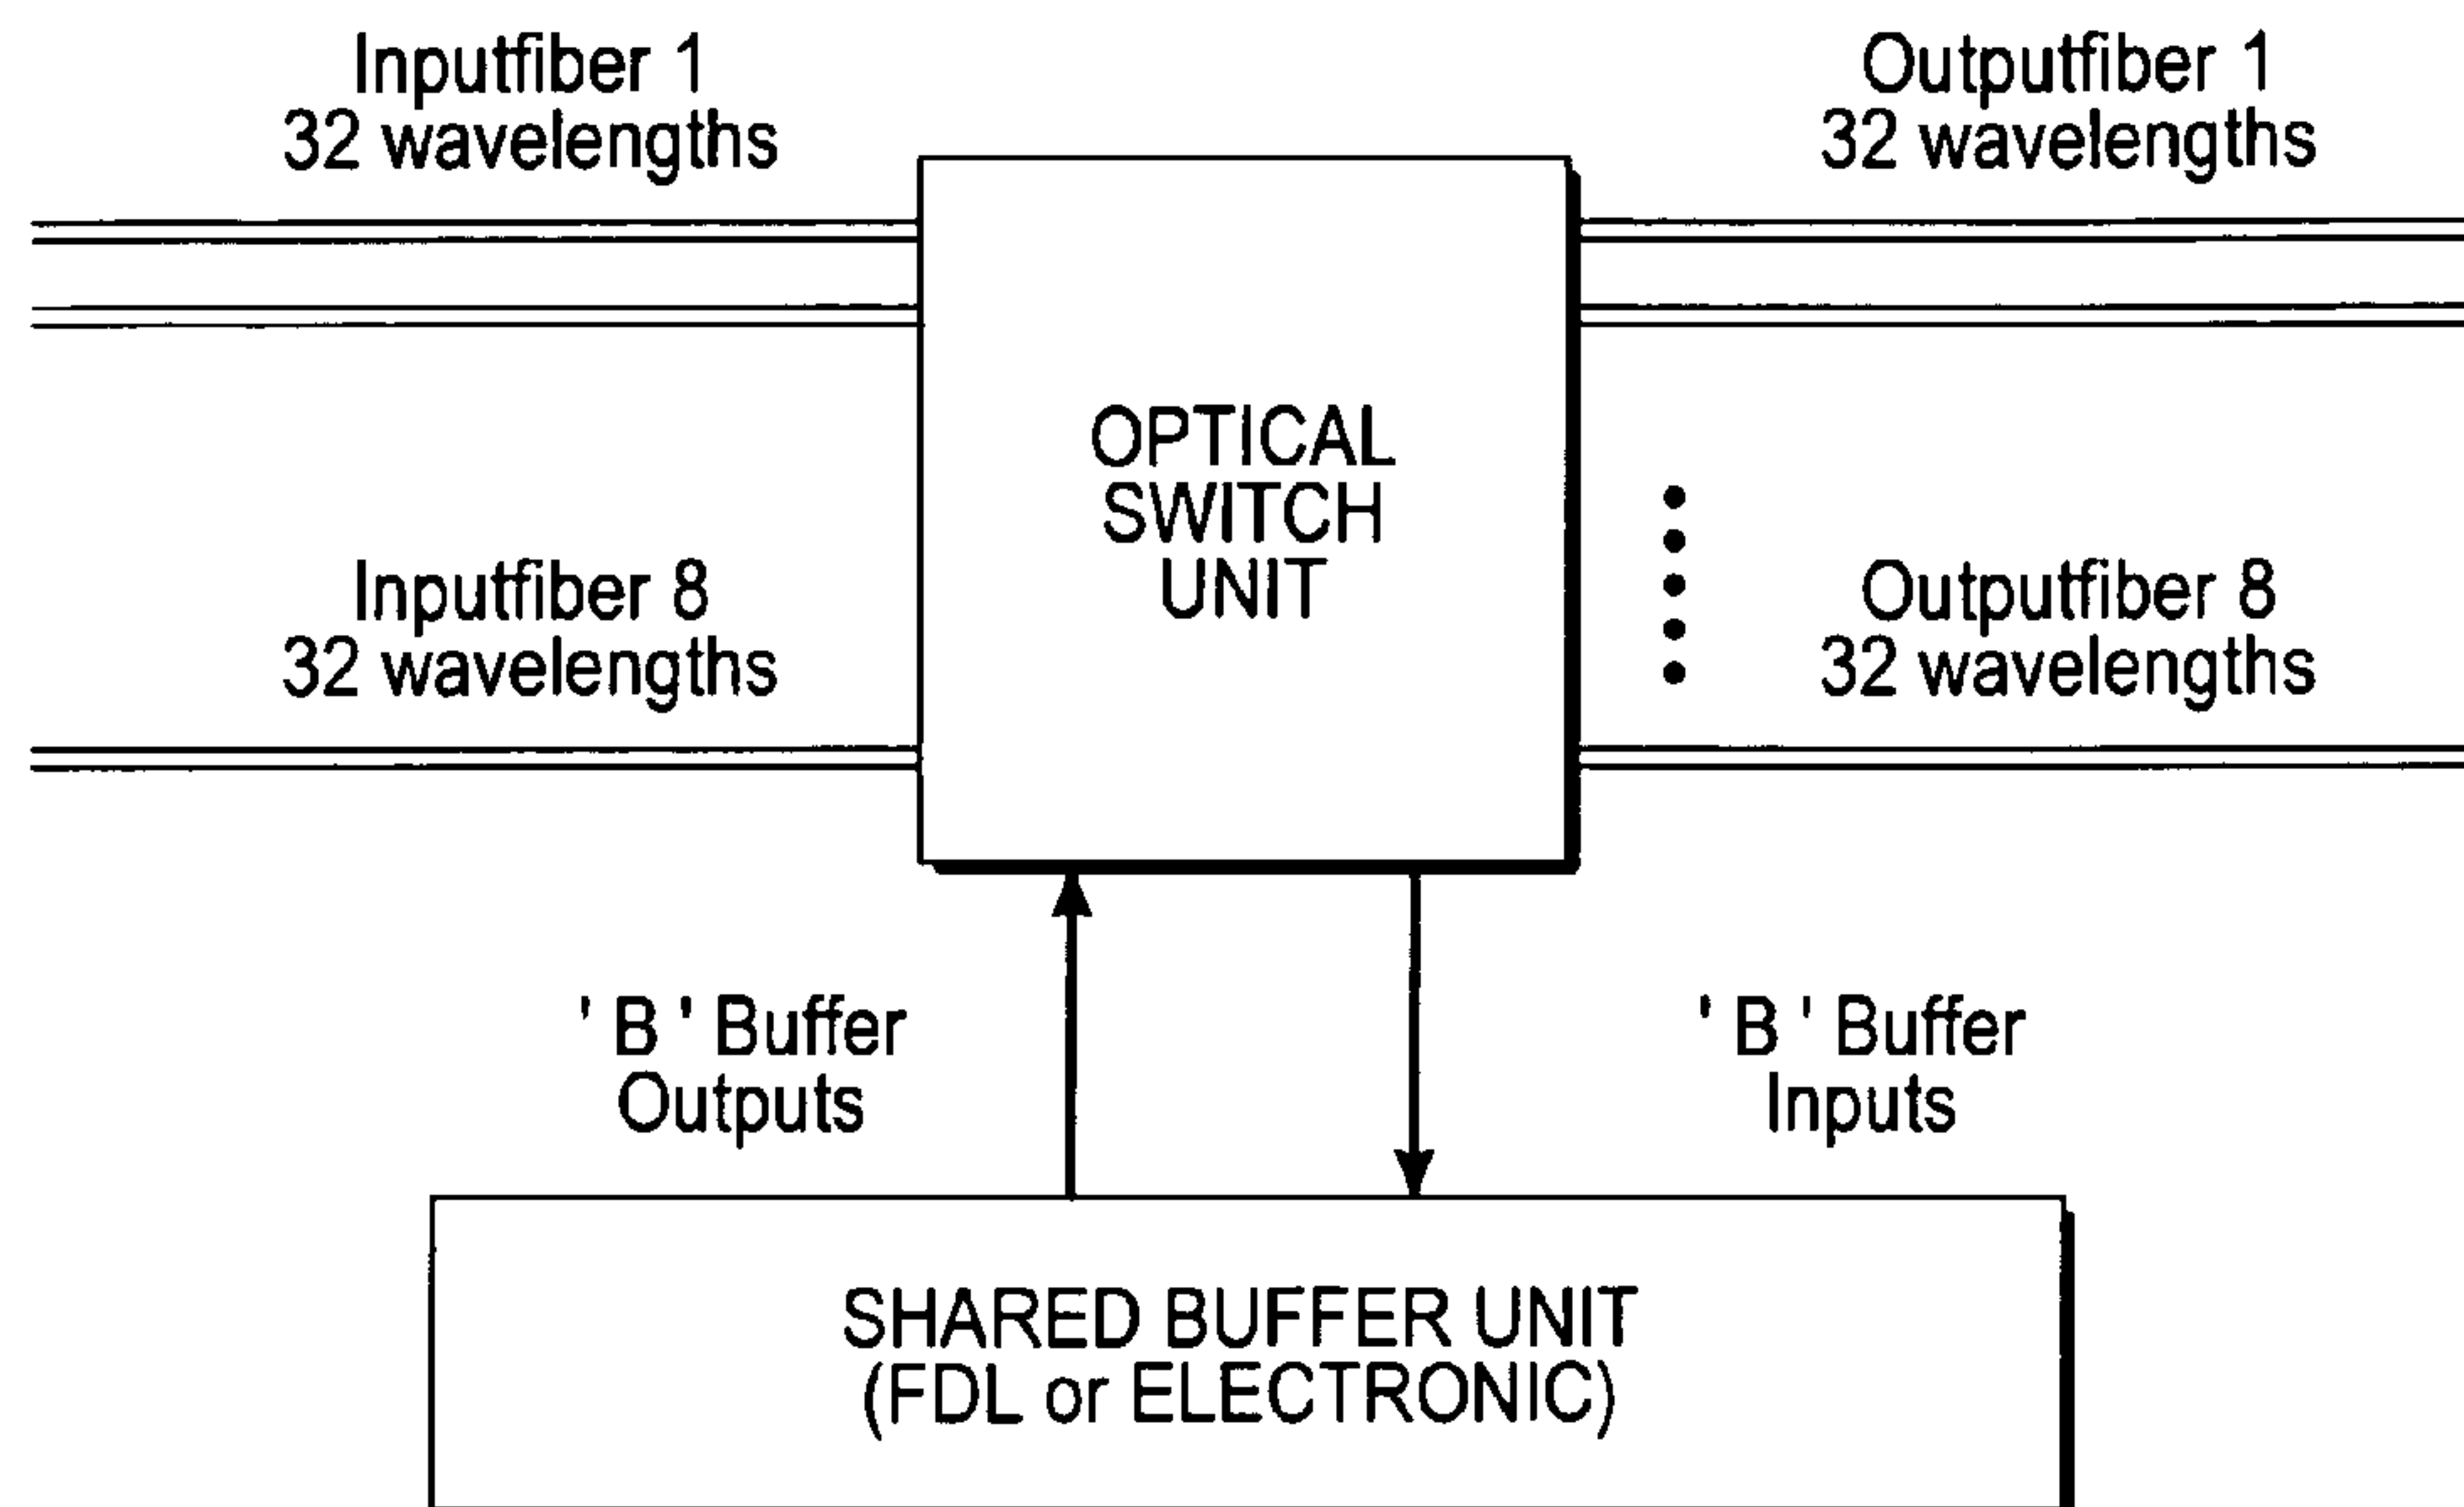 Inputfiber 1
32 wavelengths
Outputfiber 1
32 wavelengths
OPTICAL
SWITCH
UNIT
Inputfiber 8
32 wavelengths
Outputfiber 8
32 wavelengths
' B ' Buffer
Outputs
' B ' Buffer
Inputs
SHARED BUFFER UNIT
(FDL or ELECTRONIC)